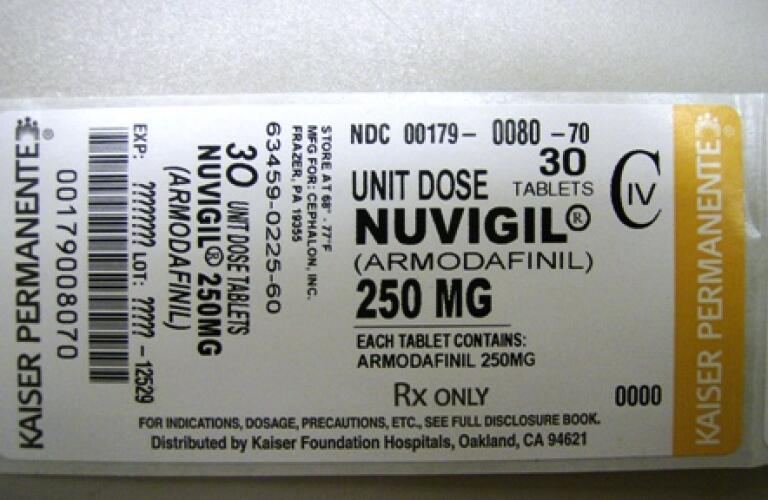 KAISER PERMANENTE®
00179008070
EXP: ???????? LOT: ????? - 12529
30 UNIT DOSE TABLETS
NUVIGIL® 250MG
(ARMODAFINIL)
63459-0225-60
STORE AT 68° - 77°F
MFG FOR: CEPHALON, INC.
FRAZER, PA 19355
NDC 00179- 0080 -70
30
UNIT DOSE TABLETS
C IV
NUVIGIL®
(ARMODAFINIL)
250 MG
EACH TABLET CONTAINS:
ARMODAFINIL 250MG
Rx ONLY
0000
FOR INDICATIONS, DOSAGE, PRECAUTIONS, ETC., SEE FULL DISCLOSURE BOOK.
Distributed by Kaiser Foundation Hospitals, Oakland, CA 94621
KAISER PERMANENTE®